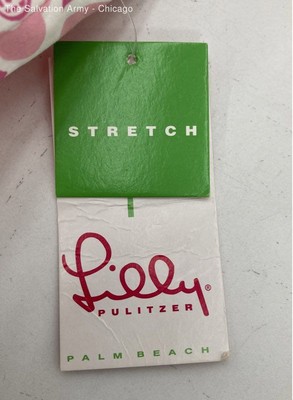 The Salvation Army - Chicago
STRETCH
Lilly®
PULITZER
PALM BEACH